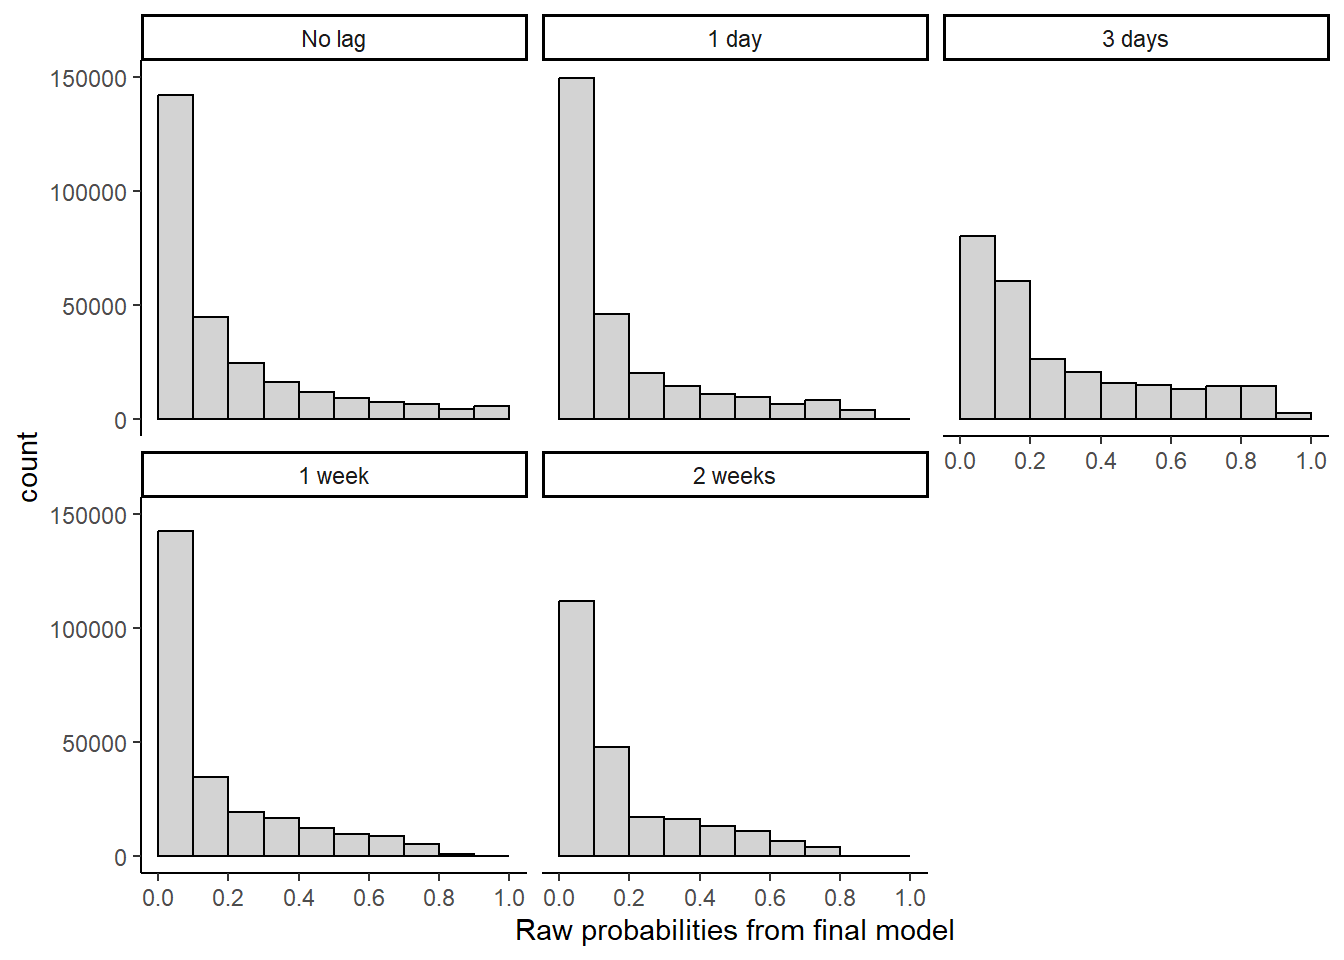 No lag
1 day
3 days
150000
100000
50000
0
0.0 0.2 0.4 0.6 0.8 1.0
count
1 week
2 weeks
150000
100000
50000
0
0.0 0.2 0.4 0.6 0.8 1.0
0.0 0.2 0.4 0.6 0.8 1.0
Raw probabilities from final model